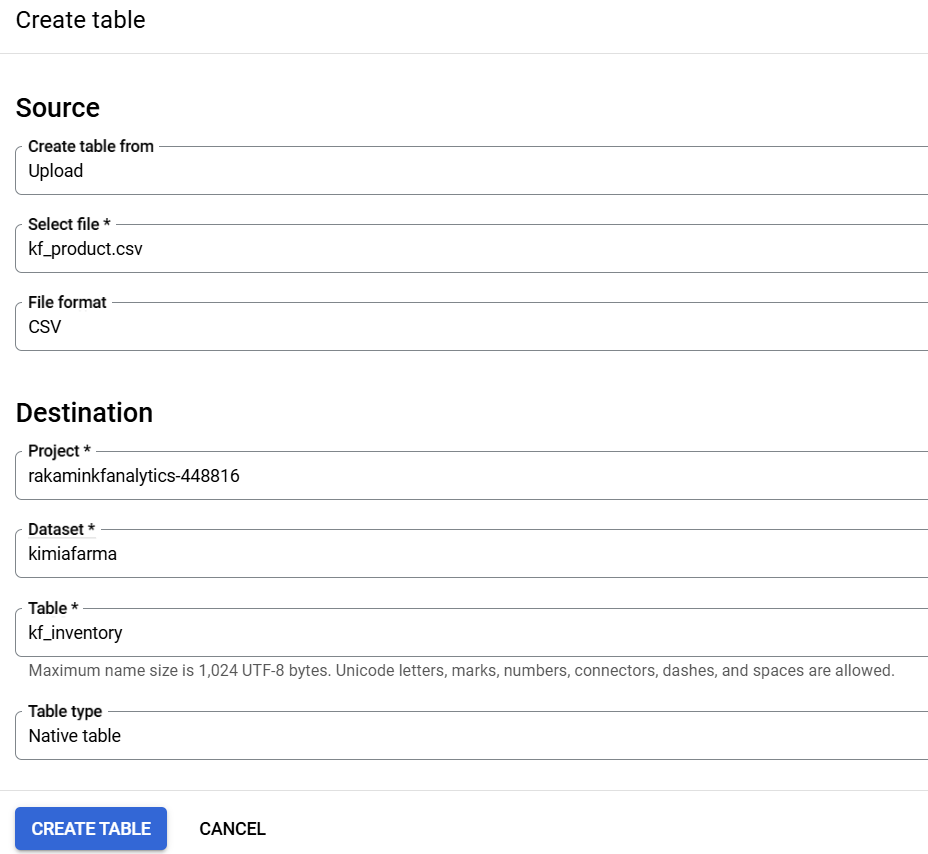 Create table
Source
Create table from
Upload
Select file *
kf_product.csv
File format
CSV
Destination
Project *
rakaminkfanalytics-448816
Dataset *
kimiafarma
Table *
kf_inventory
Maximum name size is 1,024 UTF-8 bytes. Unicode letters, marks, numbers, connectors, dashes, and spaces are allowed.
Table type
Native table
CREATE TABLE CANCEL